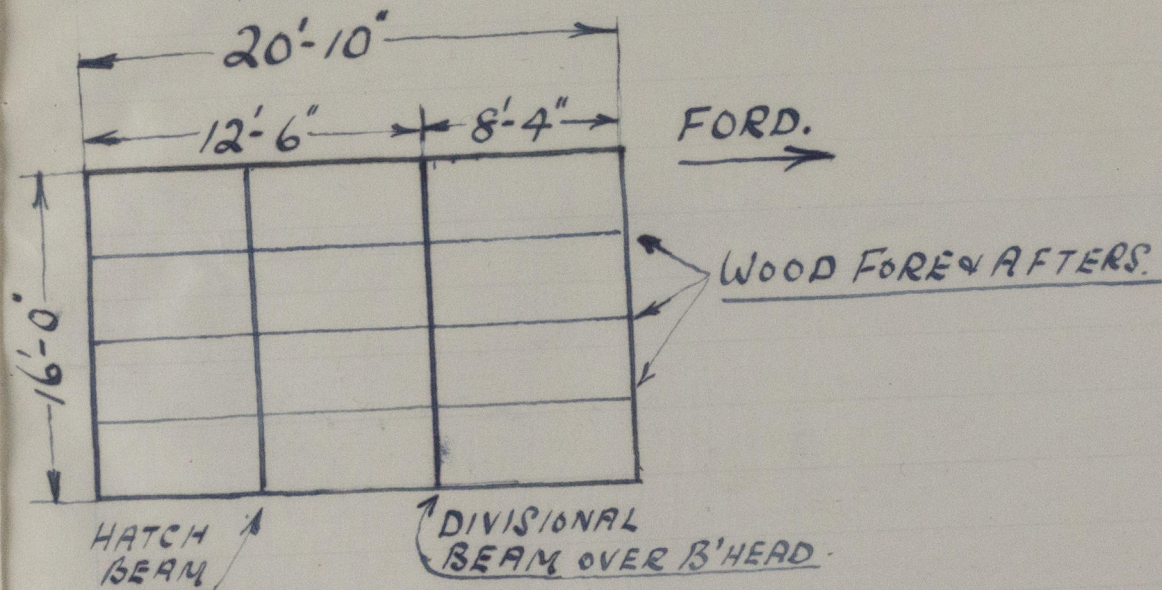 20'-10"
12'-6"
8'-4"
FORD.
WOOD FORE & AFTERS.
16'-0"
HATCH
BEAM
DIVISIONAL
BEAM OVER B'HEAD.